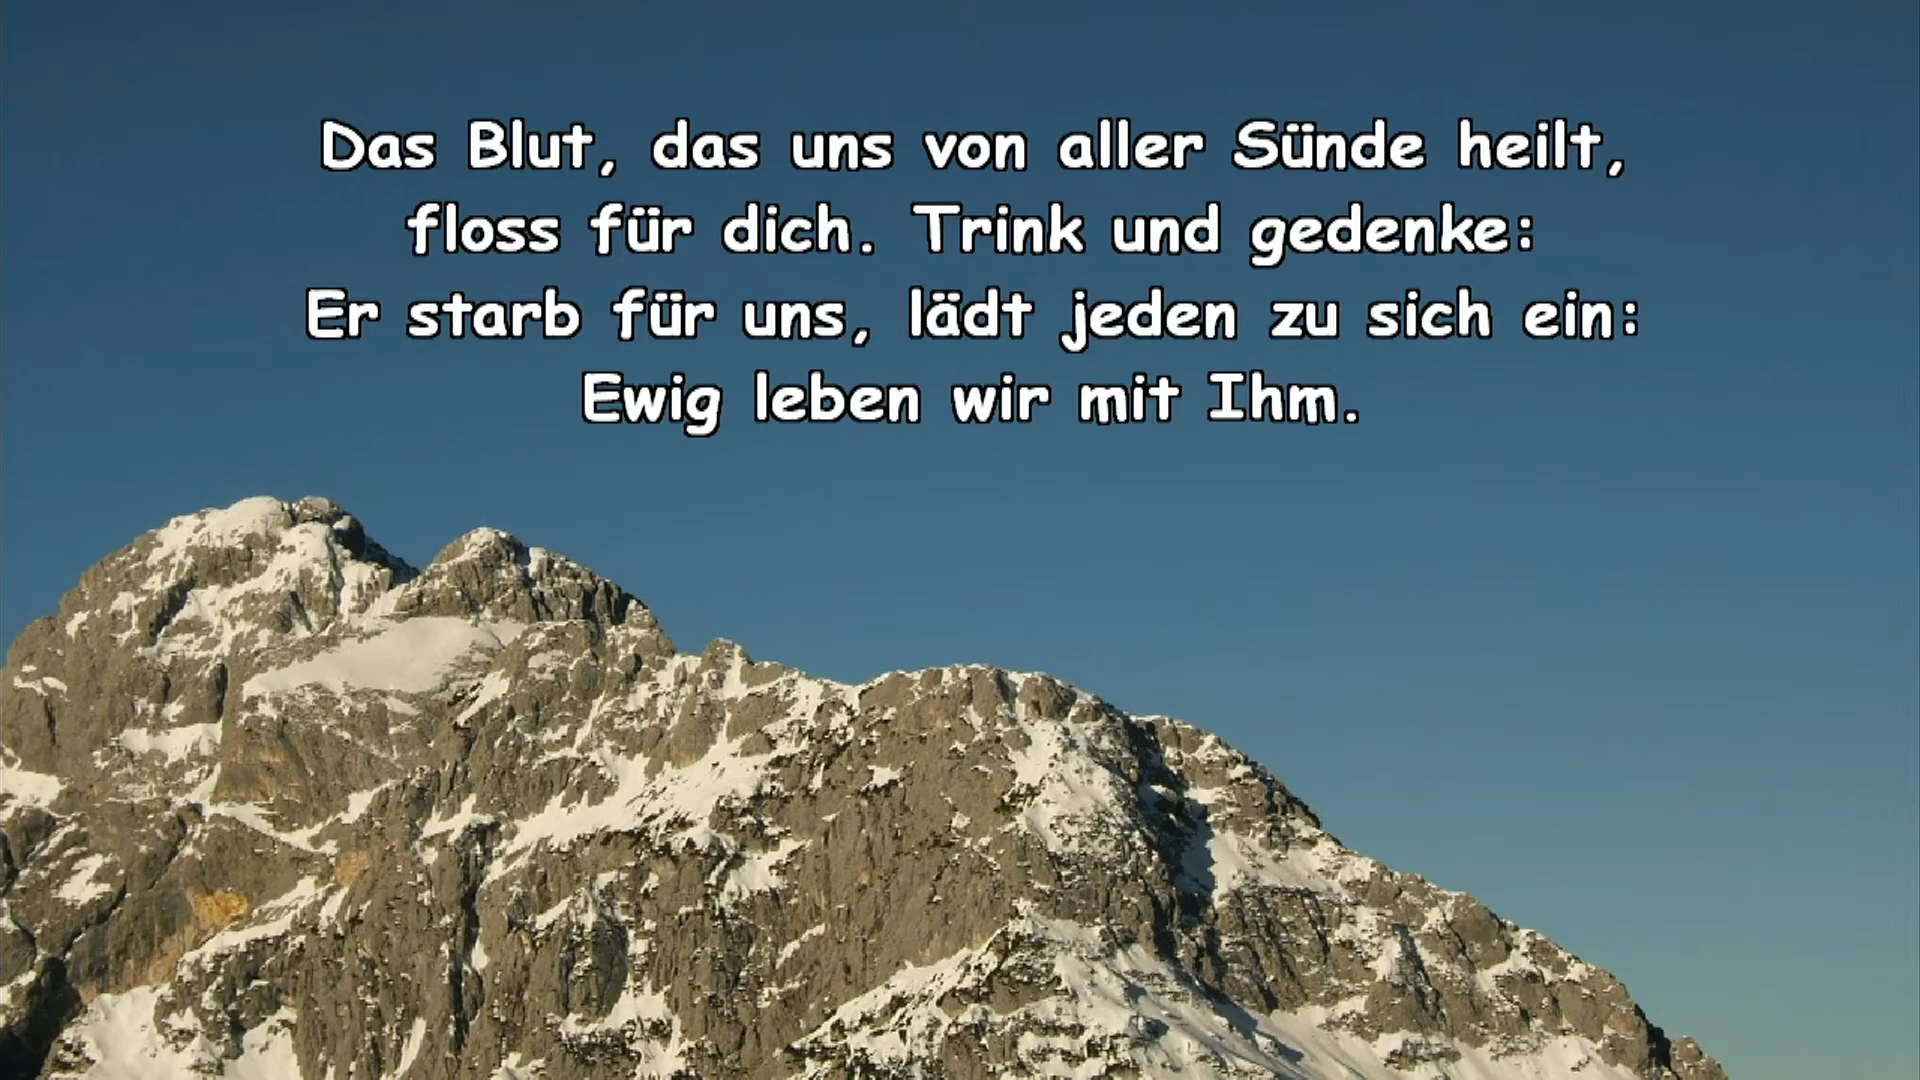 Das Blut, das uns von aller Sünde heilt,
floss für dich. Trink und gedenke:
Er starb für uns, lädt jeden zu sich ein:
Ewig leben wir mit Ihm.